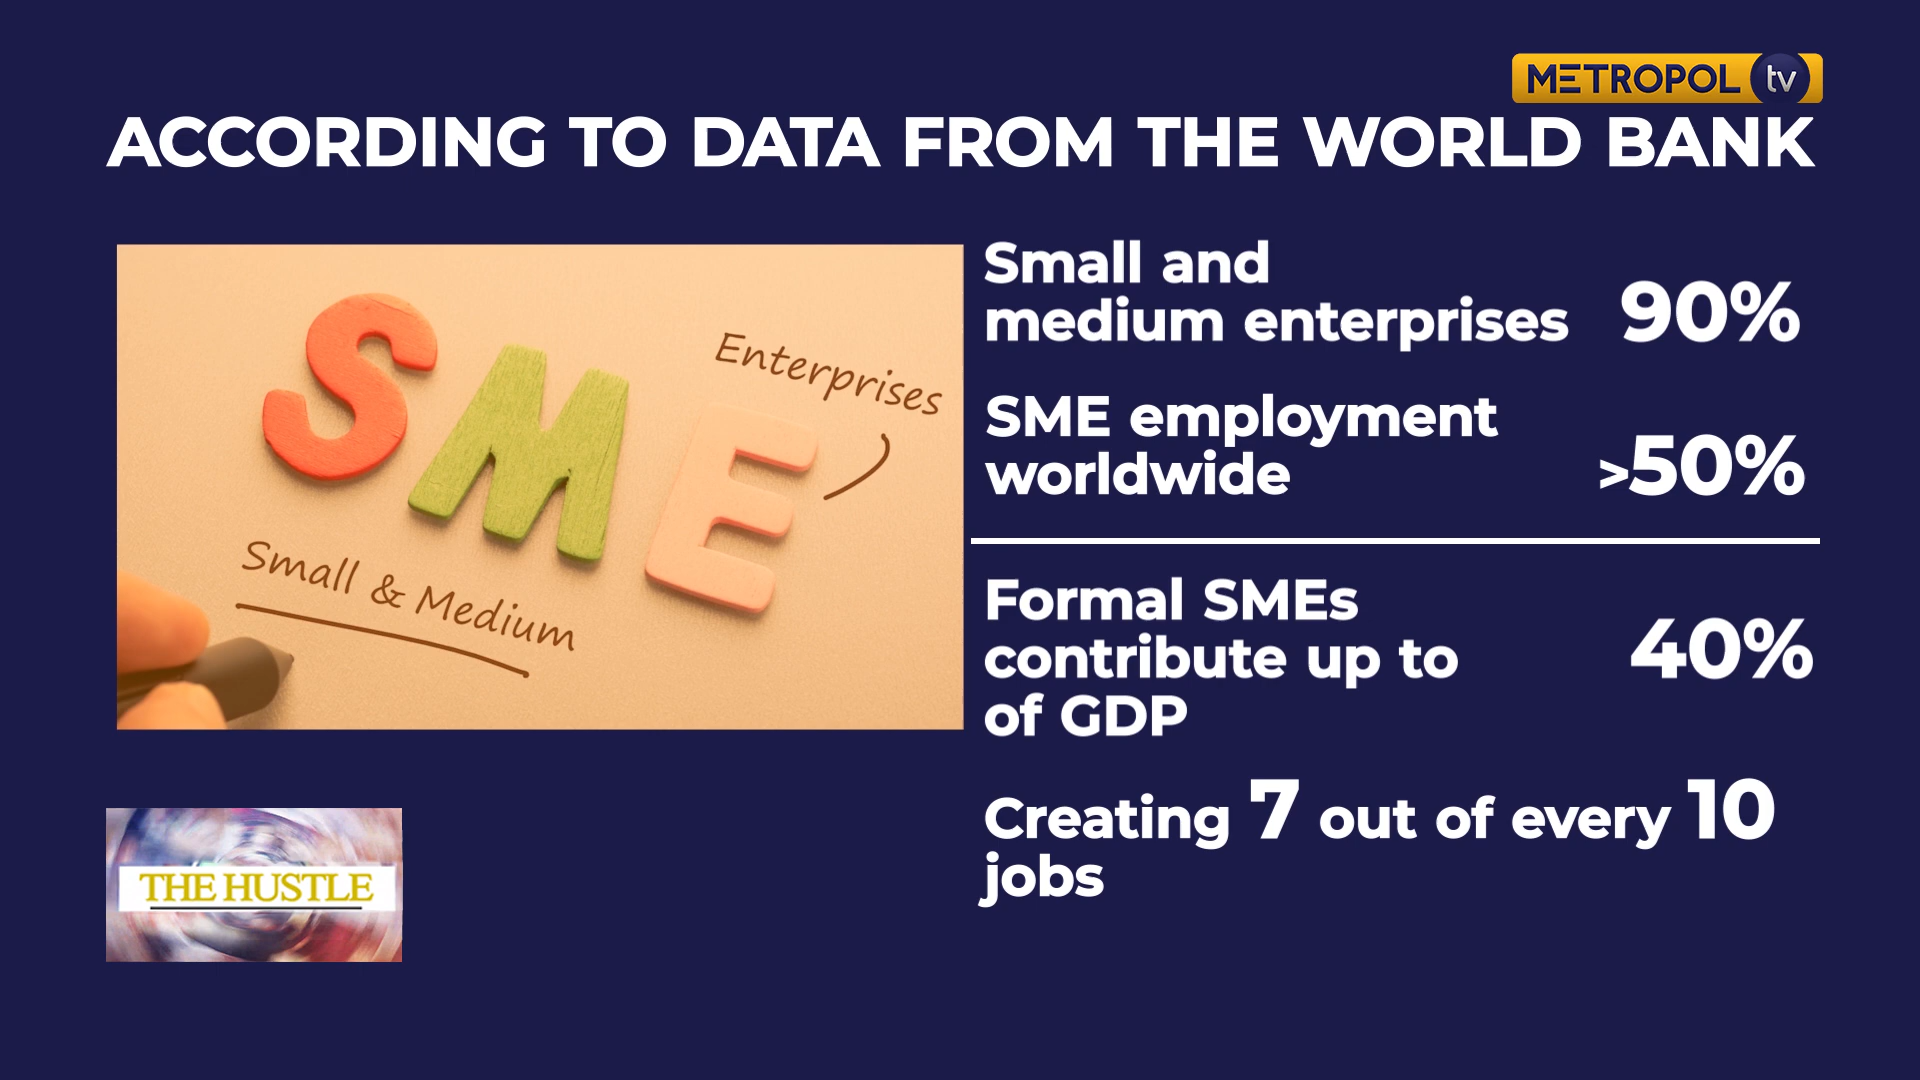 METROPOL tv
ACCORDING TO DATA FROM THE WORLD BANK
Enterprises
SME
Small & Medium
Small and
medium enterprises 90%
SME employment
worldwide >50%
Formal SMEs
contribute up to 40%
of GDP
Creating 7 out of every 10
jobs
THE HUSTLE